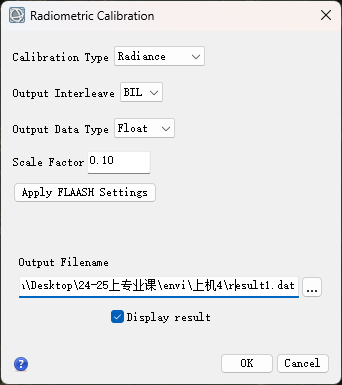 Radiometric Calibration
Calibration Type Radiance
Output Interleave BIL
Output Data Type Float
Scale Factor 0.10
Apply FLAASH Settings
Output Filename
\Desktop\24-25上专业课\envi\上机4\result1.dat ...
Display result
? OK Cancel